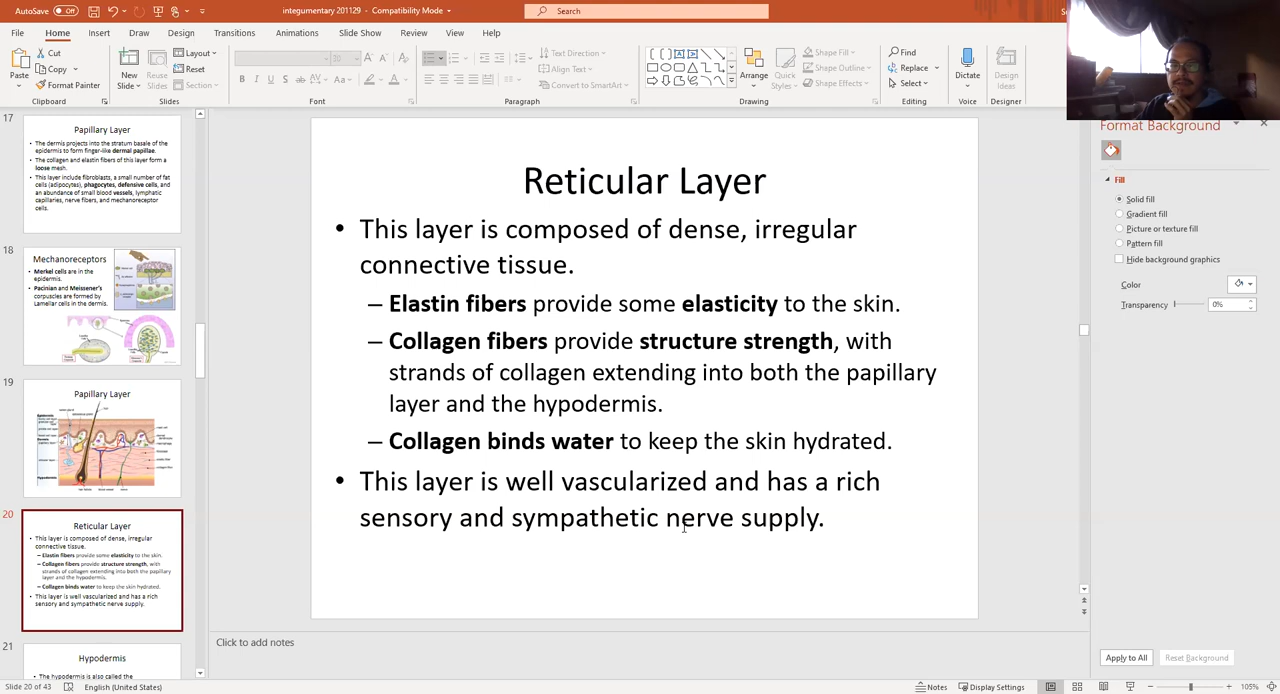 AutoSave Off
integumentary 201129 - Compatibility Mode
Search
File Home Insert Draw Design Transitions Animations Slide Show Review View Help
Paste
Cut
Copy
Format Painter
Clipboard
New
Slide
Reuse
Slides
Layout
Reset
Section
Slides
Font
Text Direction
Align Text
Convert to SmartArt
Paragraph
Arrange
Quick
Styles
Shape Fill
Shape Outline
Shape Effects
Drawing
Find
Replace
Select
Editing
Dictate
Voice
Design
Ideas
Designer
17
Papillary Layer
• The dermis projects into the stratum basale of the
epidermis to form finger-like dermal papillae.
• The collagen and elastin fibers of this layer form a
loose mesh.
• This layer include fibroblasts, a small number of fat
cells (adipocytes), phagocytes, defensive cells, and
an abundance of small blood vessels, lymphatic
capillaries, nerve fibers, and mechanoreceptor
cells.
18
Mechanoreceptors
• Merkel cells are in the
epidermis.
• Pacinian and Meissener's
corpuscles are formed by
Lamellar cells in the dermis.
19
Papillary Layer
20
Reticular Layer
• This layer is composed of dense, irregular
connective tissue.
– Elastin fibers provide some elasticity to the skin.
– Collagen fibers provide structure strength, with
strands of collagen extending into both the papillary
layer and the hypodermis.
– Collagen binds water to keep the skin hydrated.
• This layer is well vascularized and has a rich
sensory and sympathetic nerve supply.
21
Hypodermis
• The hypodermis is also called the
Reticular Layer
• This layer is composed of dense, irregular
connective tissue.
– Elastin fibers provide some elasticity to the skin.
– Collagen fibers provide structure strength, with
strands of collagen extending into both the papillary
layer and the hypodermis.
– Collagen binds water to keep the skin hydrated.
• This layer is well vascularized and has a rich
sensory and sympathetic nerve supply.
Click to add notes
Format Background
Fill
Solid fill
Gradient fill
Picture or texture fill
Pattern fill
Hide background graphics
Color
Transparency 0%
Apply to All Reset Background
Slide 20 of 43 English (United States) Notes Display Settings 105%